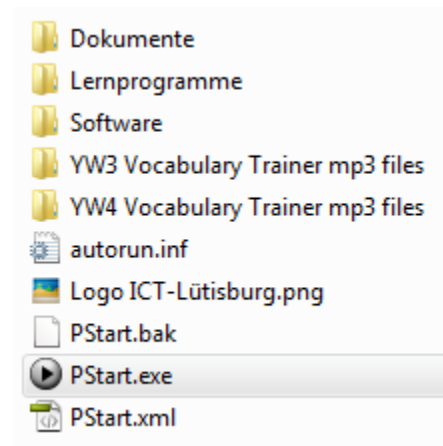 Dokumente
Lernprogramme
Software
YW3 Vocabulary Trainer mp3 files
YW4 Vocabulary Trainer mp3 files
autorun.inf
Logo ICT-Lütisburg.png
PStart.bak
PStart.exe
PStart.xml